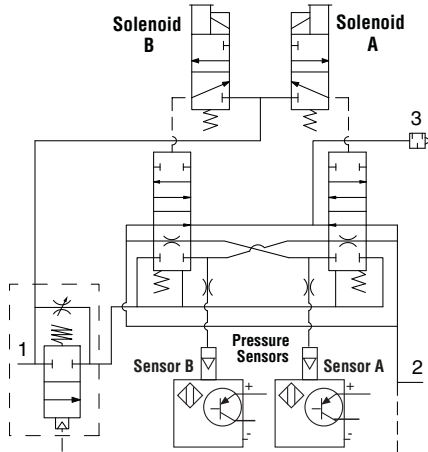 Solenoid
B
Solenoid
A
3
1
Pressure
Sensors
Sensor B
Sensor A
2
+
-
+
-